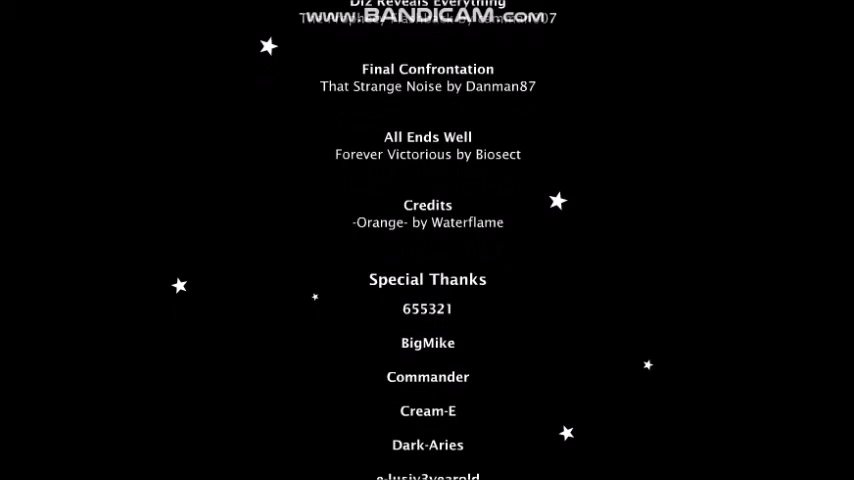 Di2 Reveals Everything
www.BANDICAM.com
Final Confrontation
That Strange Noise by Danman87
All Ends Well
Forever Victorious by Biosect
Credits
-Orange- by Waterflame
Special Thanks
655321
BigMike
Commander
Cream-E
Dark-Aries